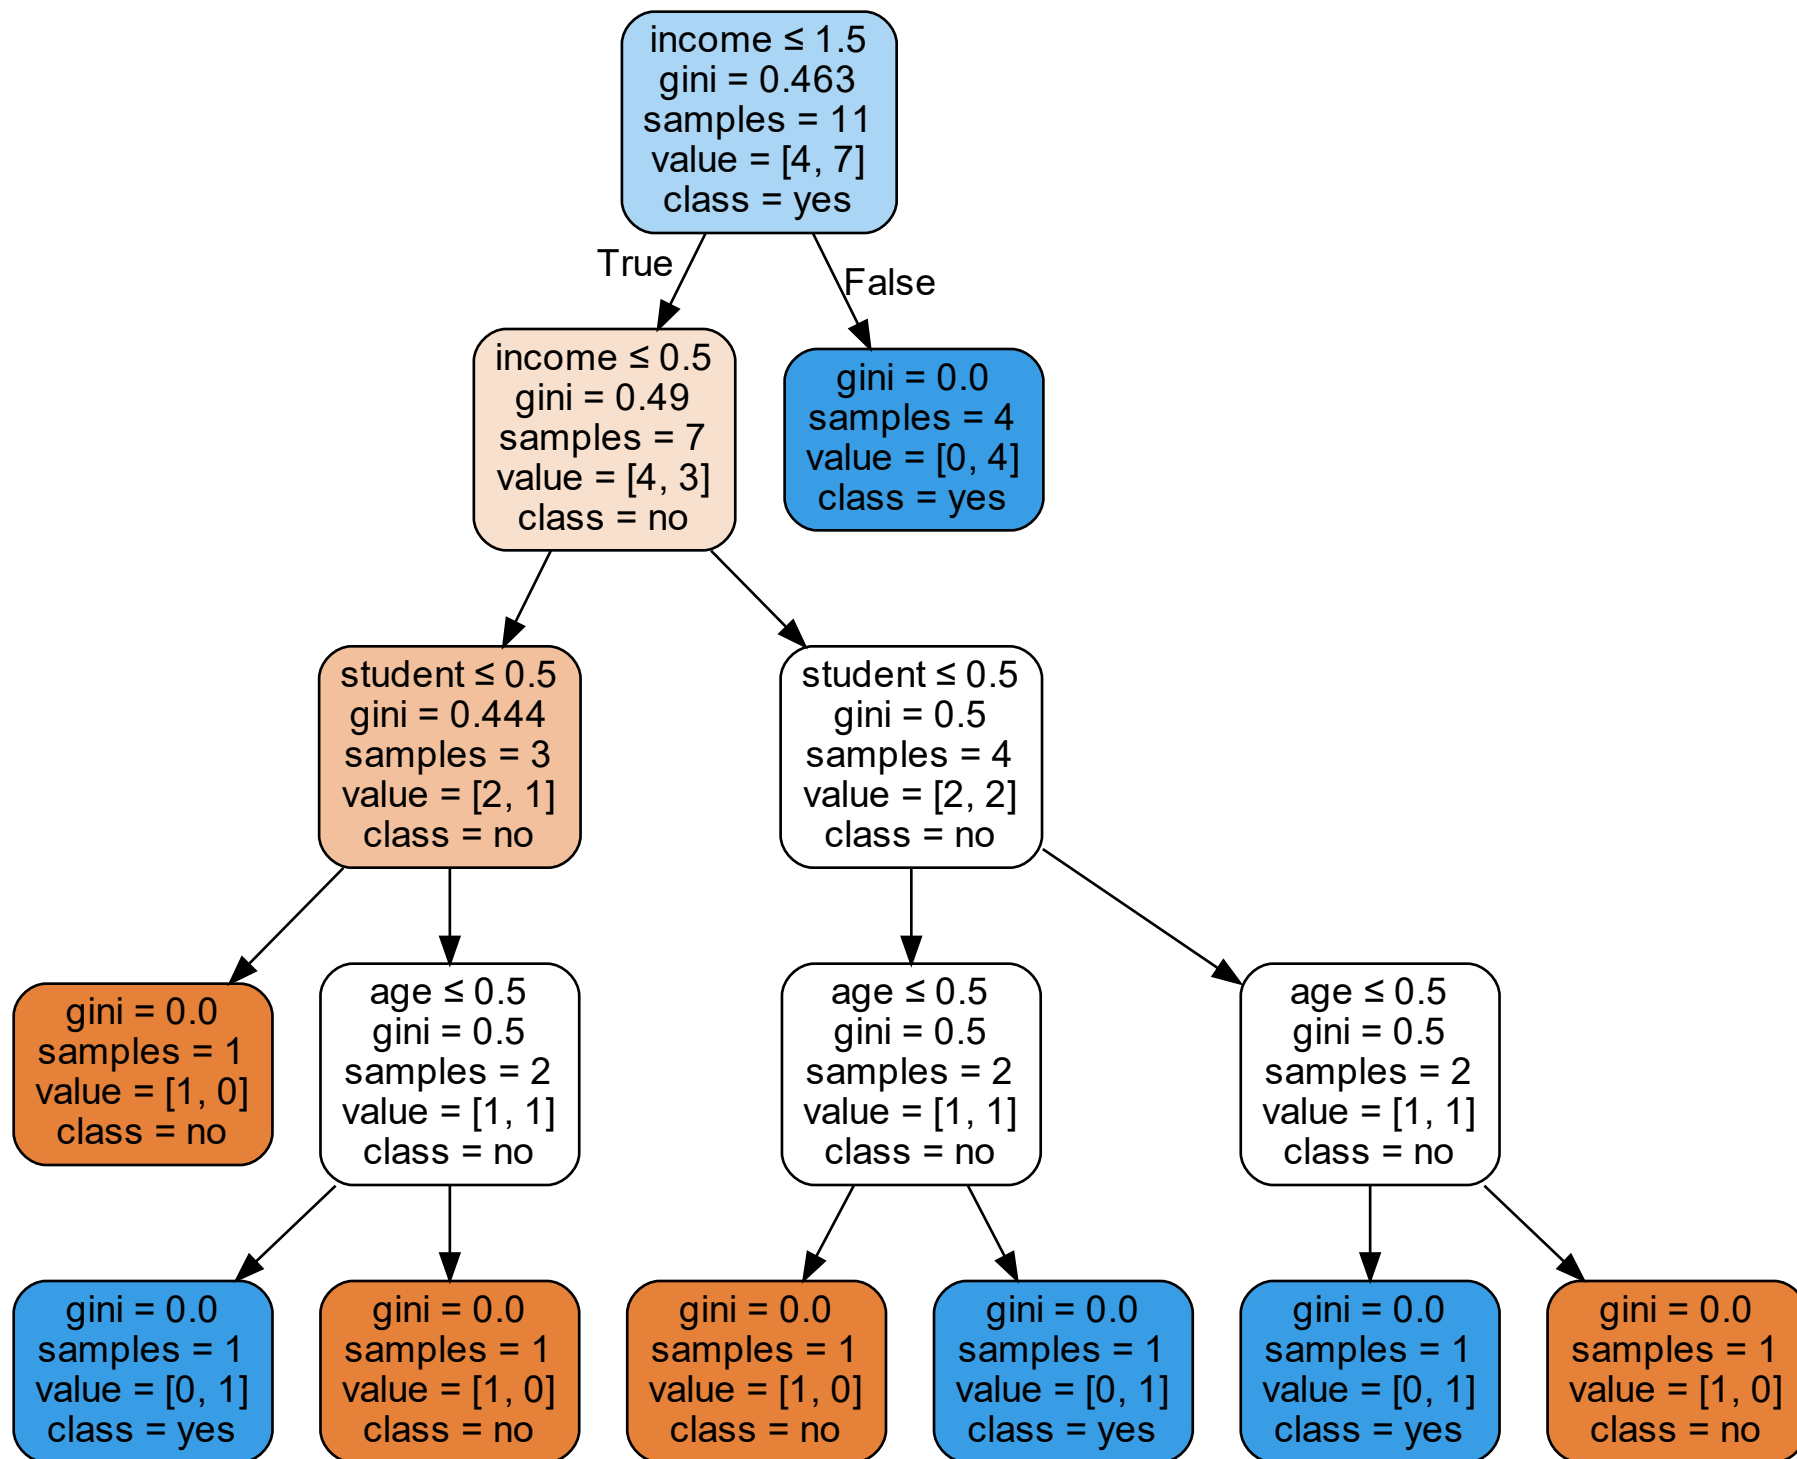 income ≤ 1.5
gini = 0.463
samples = 11
value = [4, 7]
class = yes
True
False
income ≤ 0.5
gini = 0.49
samples = 7
value = [4, 3]
class = no
gini = 0.0
samples = 4
value = [0, 4]
class = yes
student ≤ 0.5
gini = 0.444
samples = 3
value = [2, 1]
class = no
student ≤ 0.5
gini = 0.5
samples = 4
value = [2, 2]
class = no
gini = 0.0
samples = 1
value = [1, 0]
class = no
age ≤ 0.5
gini = 0.5
samples = 2
value = [1, 1]
class = no
age ≤ 0.5
gini = 0.5
samples = 2
value = [1, 1]
class = no
age ≤ 0.5
gini = 0.5
samples = 2
value = [1, 1]
class = no
gini = 0.0
samples = 1
value = [0, 1]
class = yes
gini = 0.0
samples = 1
value = [1, 0]
class = no
gini = 0.0
samples = 1
value = [1, 0]
class = no
gini = 0.0
samples = 1
value = [0, 1]
class = yes
gini = 0.0
samples = 1
value = [0, 1]
class = yes
gini = 0.0
samples = 1
value = [1, 0]
class = no